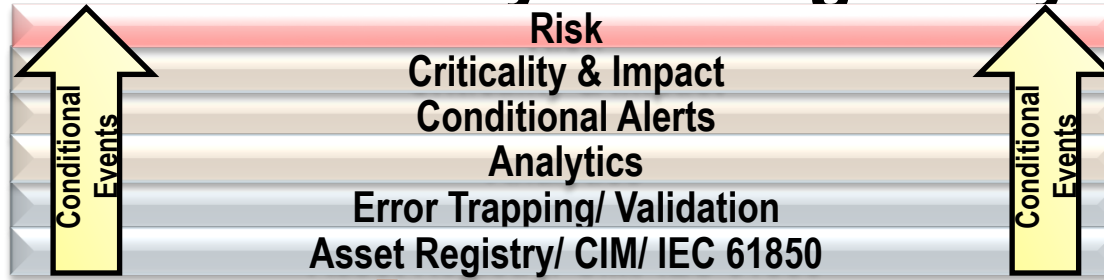 Risk
Criticality & Impact
Conditional Alerts
Analytics
Error Trapping/ Validation
Asset Registry/ CIM/ IEC 61850
Conditional
Events
Conditional
Events